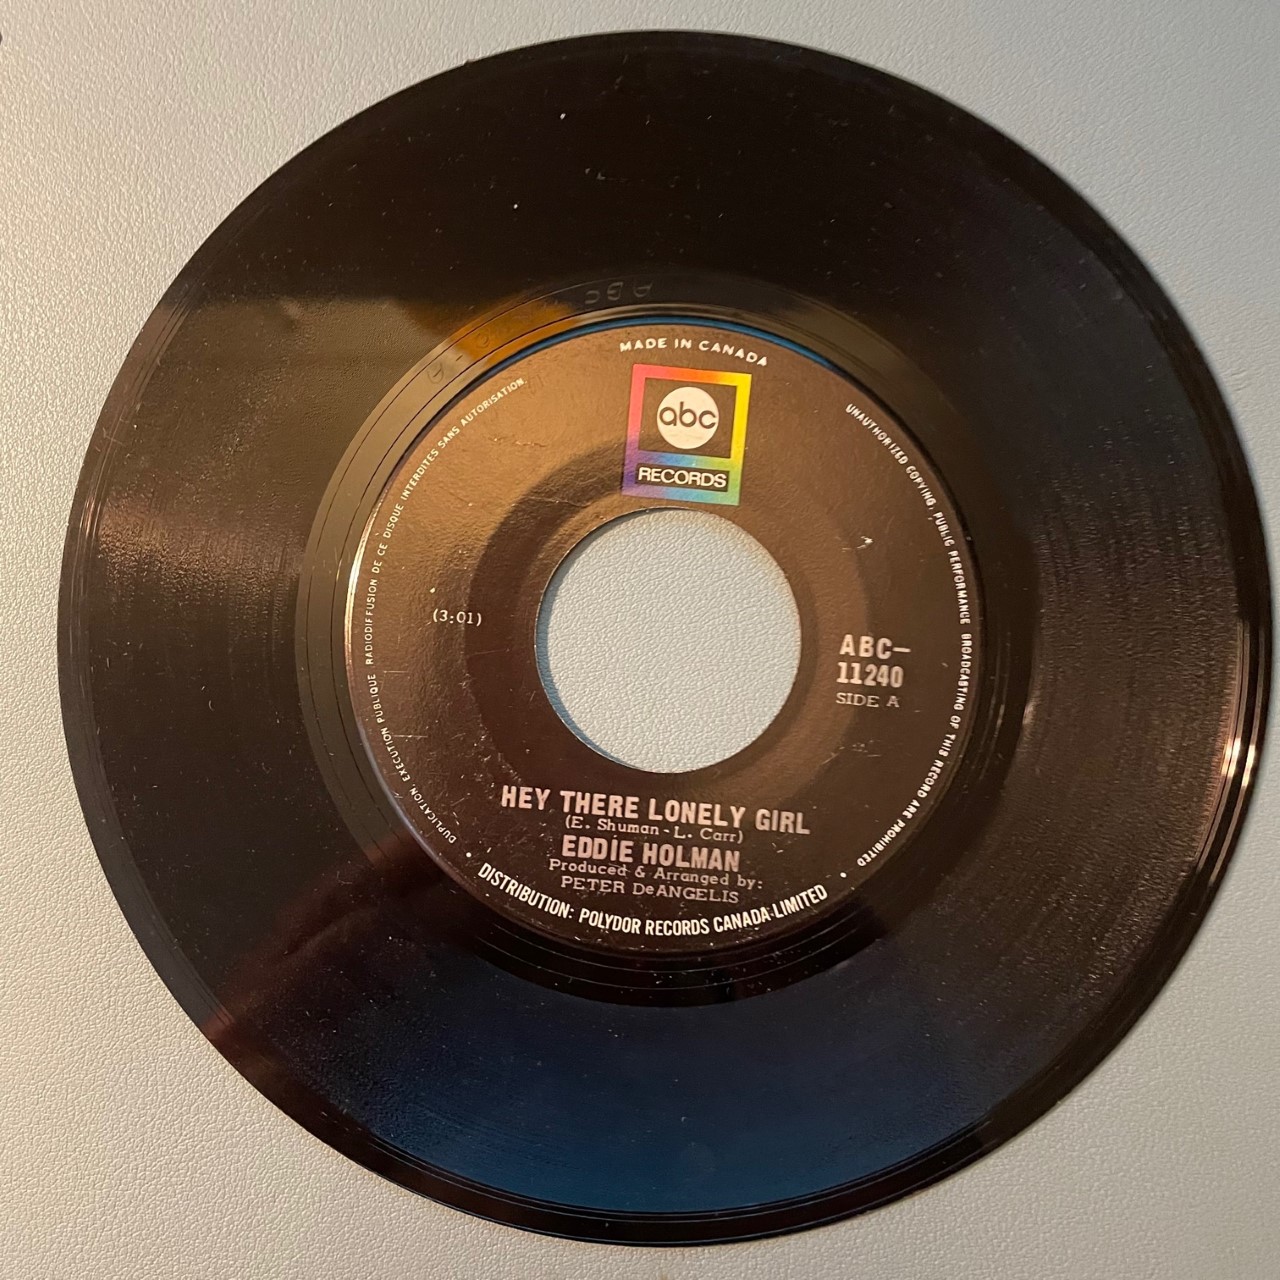 MADE IN CANADA
abc
RECORDS
DUPLICATION, EXECUTION PUBLIQUE, RADIODIFFUSION DE CE DISQUE INTERDITES SANS AUTORISATION.
UNAUTHORIZED COPYING, PUBLIC PERFORMANCE BROADCASTING OF THIS RECORD ARE PROHIBITED
(3:01)
ABC-
11240
SIDE A
HEY THERE LONELY GIRL
(E. Shuman - L. Carr)
EDDIE HOLMAN
Produced & Arranged by:
PETER DeANGELIS
DISTRIBUTION: POLYDOR RECORDS CANADA LIMITED
ABC